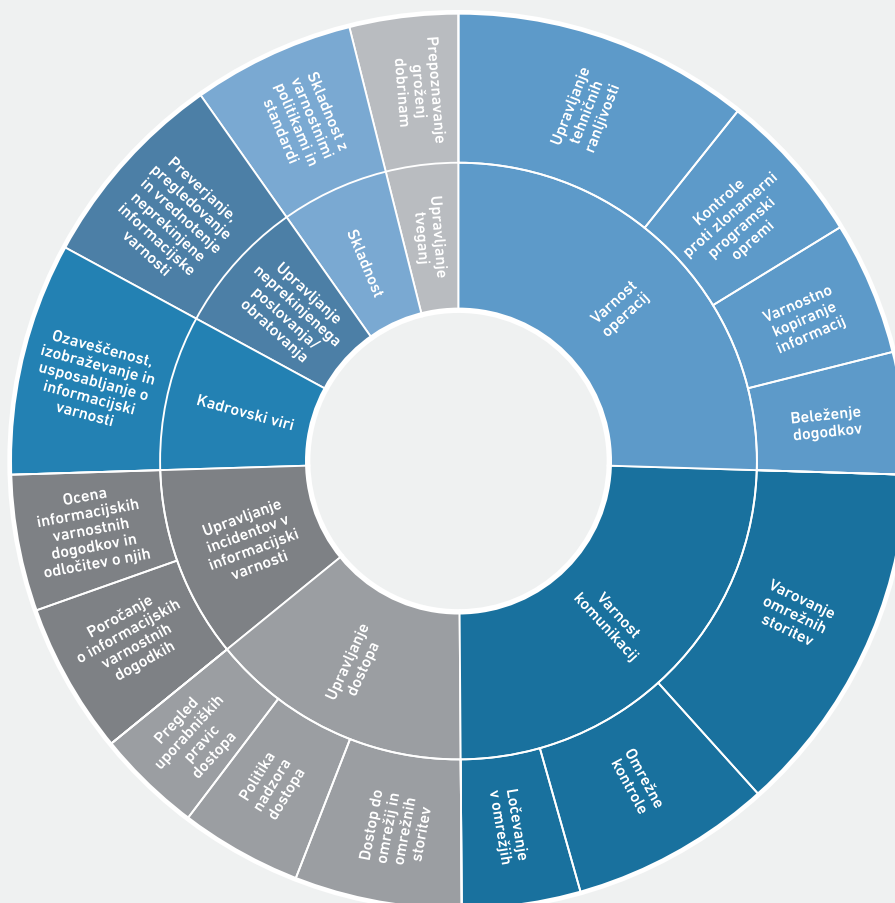 Upravljanje
tehničnih
ranljivosti
Kontrole
proti zlonamerni
programski
opremi
Varnostno
kopiranje
informacij
Beleženje
dogodkov
Varnost
operacij
Varovanje
omrežnih
storitev
Omrežne
kontrole
Ločevanje
v omrežjih
Varnost
komunikacij
Dostop do
omrežij in
omrežnih
storitev
Politika
nadzora
dostopa
Pregled
uporabniških
pravic
dostopa
Upravljanje
dostopa
Poročanje
o informacijskih
varnostnih
dogodkih
Ocena
informacijskih
varnostnih
dogodkov in
odločitev o njih
Upravljanje
incidentov v
informacijski
varnosti
Ozaveščenost,
izobraževanje in
usposabljanje o
informacijski
varnosti
Kadrovski viri
Preverjanje,
pregledovanje
in vrednotenje
neprekinjene
informacijske
varnosti
Upravljanje
neprekinjenega
poslovanja/
obratovanja
Skladnost z
varnostnimi
politikami in
standardi
Skladnost
Prepoznavanje
groženj
dobrinam
Upravljanje
tveganj